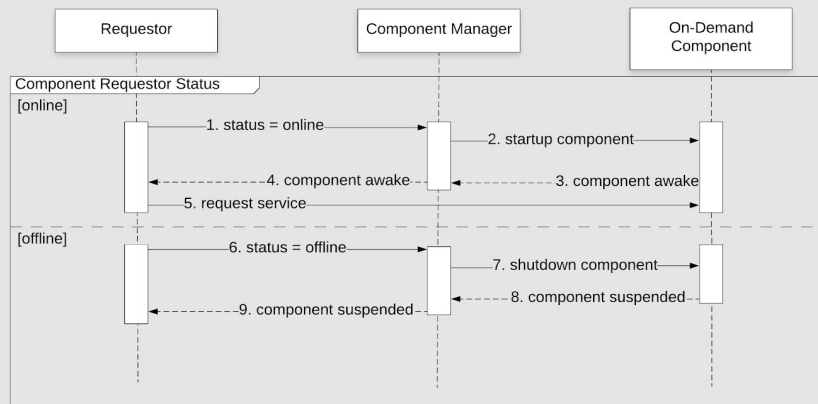 Requestor
Component Manager
On-Demand
Component
Component Requestor Status
[online]
1. status = online
2. startup component
4. component awake
3. component awake
5. request service
[offline]
6. status = offline
7. shutdown component
8. component suspended
9. component suspended